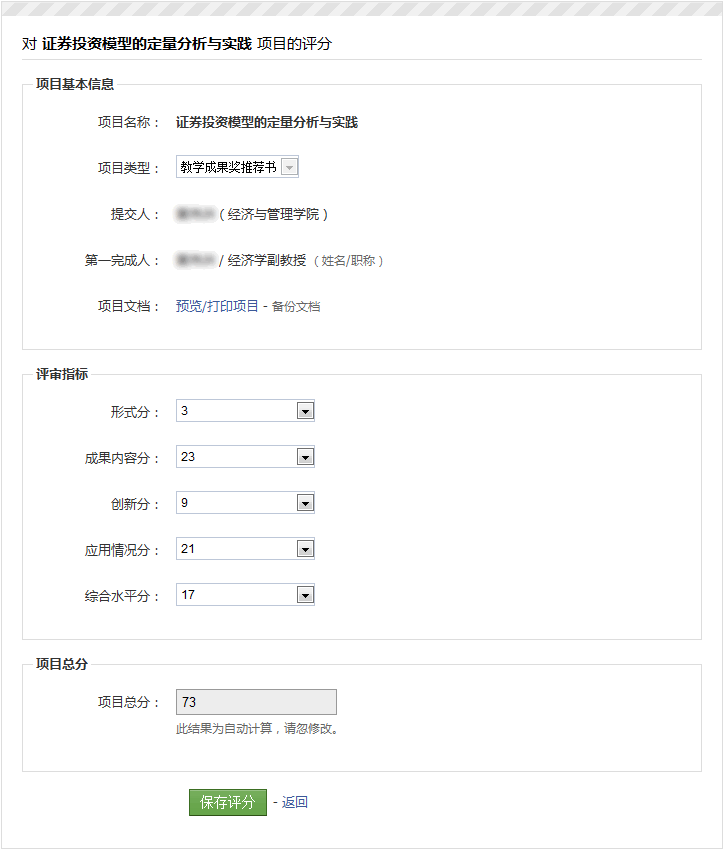 对 证券投资模型的定量分析与实践 项目的评分
项目基本信息
项目名称： 证券投资模型的定量分析与实践
项目类型： 教学成果奖推荐书
提交人： （经济与管理学院）
第一完成人： / 经济学副教授 （姓名/职称）
项目文档： 预览/打印项目 - 备份文档
评审指标
形式分： 3
成果内容分： 23
创新分： 9
应用情况分： 21
综合水平分： 17
项目总分
项目总分： 73
此结果为自动计算，请忽修改。
保存评分 - 返回